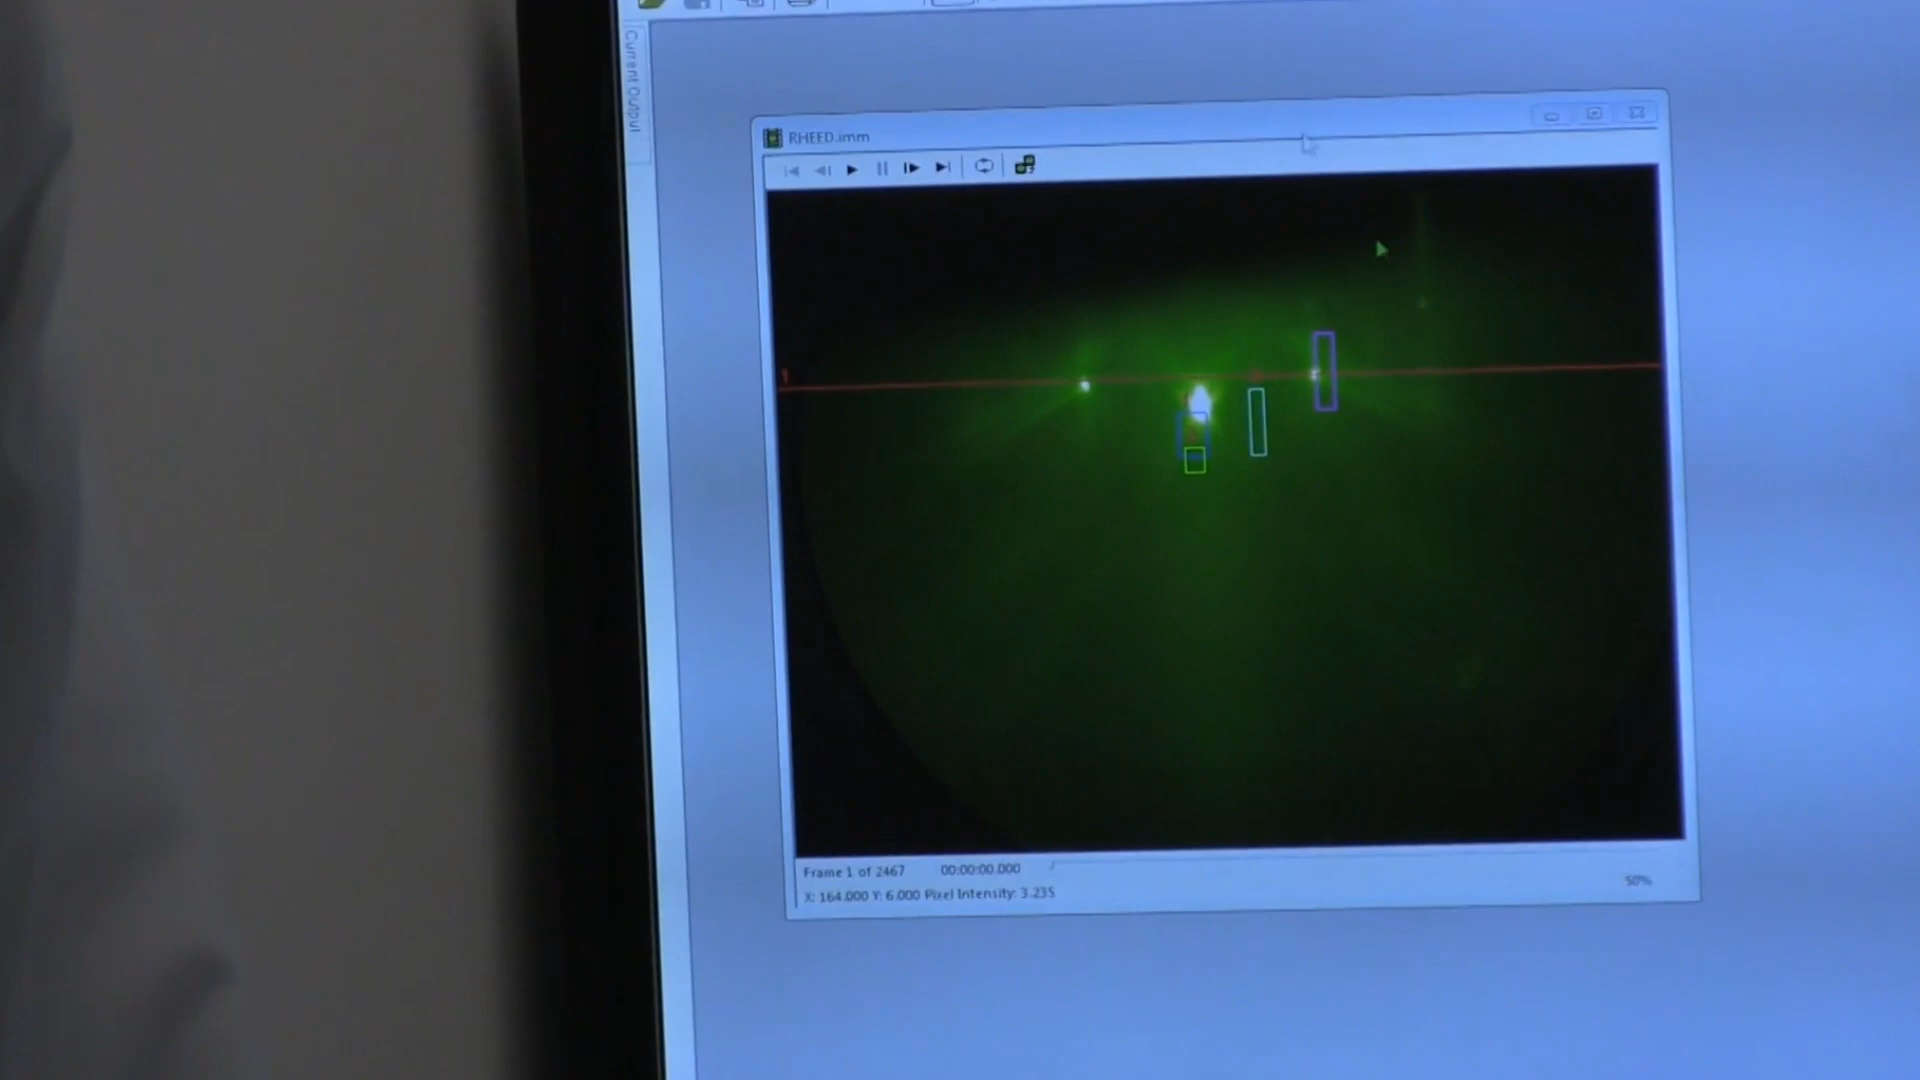 Current Output
RHEED.imm
1
Frame 1 of 2467 00:00:00.000
50%
X: 164.000 Y: 6.000 Pixel Intensity: 3.235